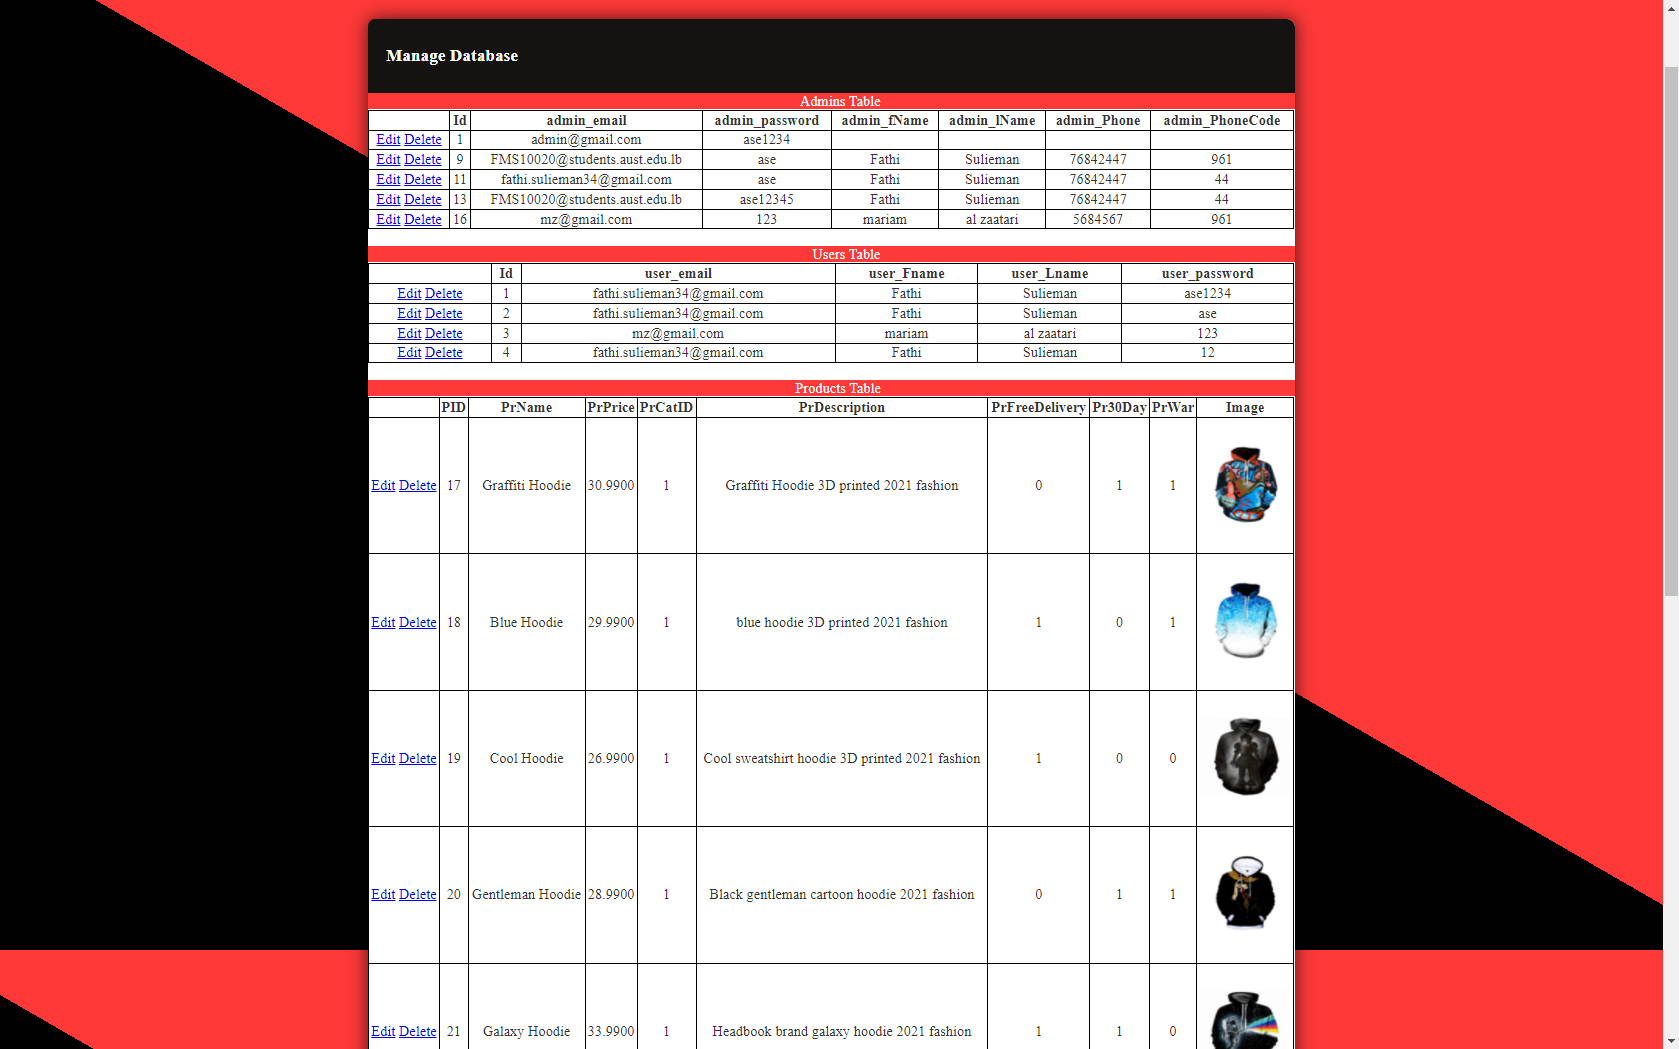 Manage Database
Admins Table
Id admin_email admin_password admin_fName admin_lName admin_Phone admin_PhoneCode
Edit Delete 1 admin@gmail.com ase1234
Edit Delete 9 FMS10020@students.aust.edu.lb ase Fathi Sulieman 76842447 961
Edit Delete 11 fathi.sulieman34@gmail.com ase Fathi Sulieman 76842447 44
Edit Delete 13 FMS10020@students.aust.edu.lb ase12345 Fathi Sulieman 76842447 44
Edit Delete 16 mz@gmail.com 123 mariam al zaatari 5684567 961
Users Table
Id user_email user_Fname user_Lname user_password
Edit Delete 1 fathi.sulieman34@gmail.com Fathi Sulieman ase1234
Edit Delete 2 fathi.sulieman34@gmail.com Fathi Sulieman ase
Edit Delete 3 mz@gmail.com mariam al zaatari 123
Edit Delete 4 fathi.sulieman34@gmail.com Fathi Sulieman 12
Products Table
PID PrName PrPrice PrCatID PrDescription PrFreeDelivery Pr30Day PrWar Image
Edit Delete 17 Graffiti Hoodie 30.9900 1 Graffiti Hoodie 3D printed 2021 fashion 0 1 1
Edit Delete 18 Blue Hoodie 29.9900 1 blue hoodie 3D printed 2021 fashion 1 0 1
Edit Delete 19 Cool Hoodie 26.9900 1 Cool sweatshirt hoodie 3D printed 2021 fashion 1 0 0
Edit Delete 20 Gentleman Hoodie 28.9900 1 Black gentleman cartoon hoodie 2021 fashion 0 1 1
Edit Delete 21 Galaxy Hoodie 33.9900 1 Headbook brand galaxy hoodie 2021 fashion 1 1 0